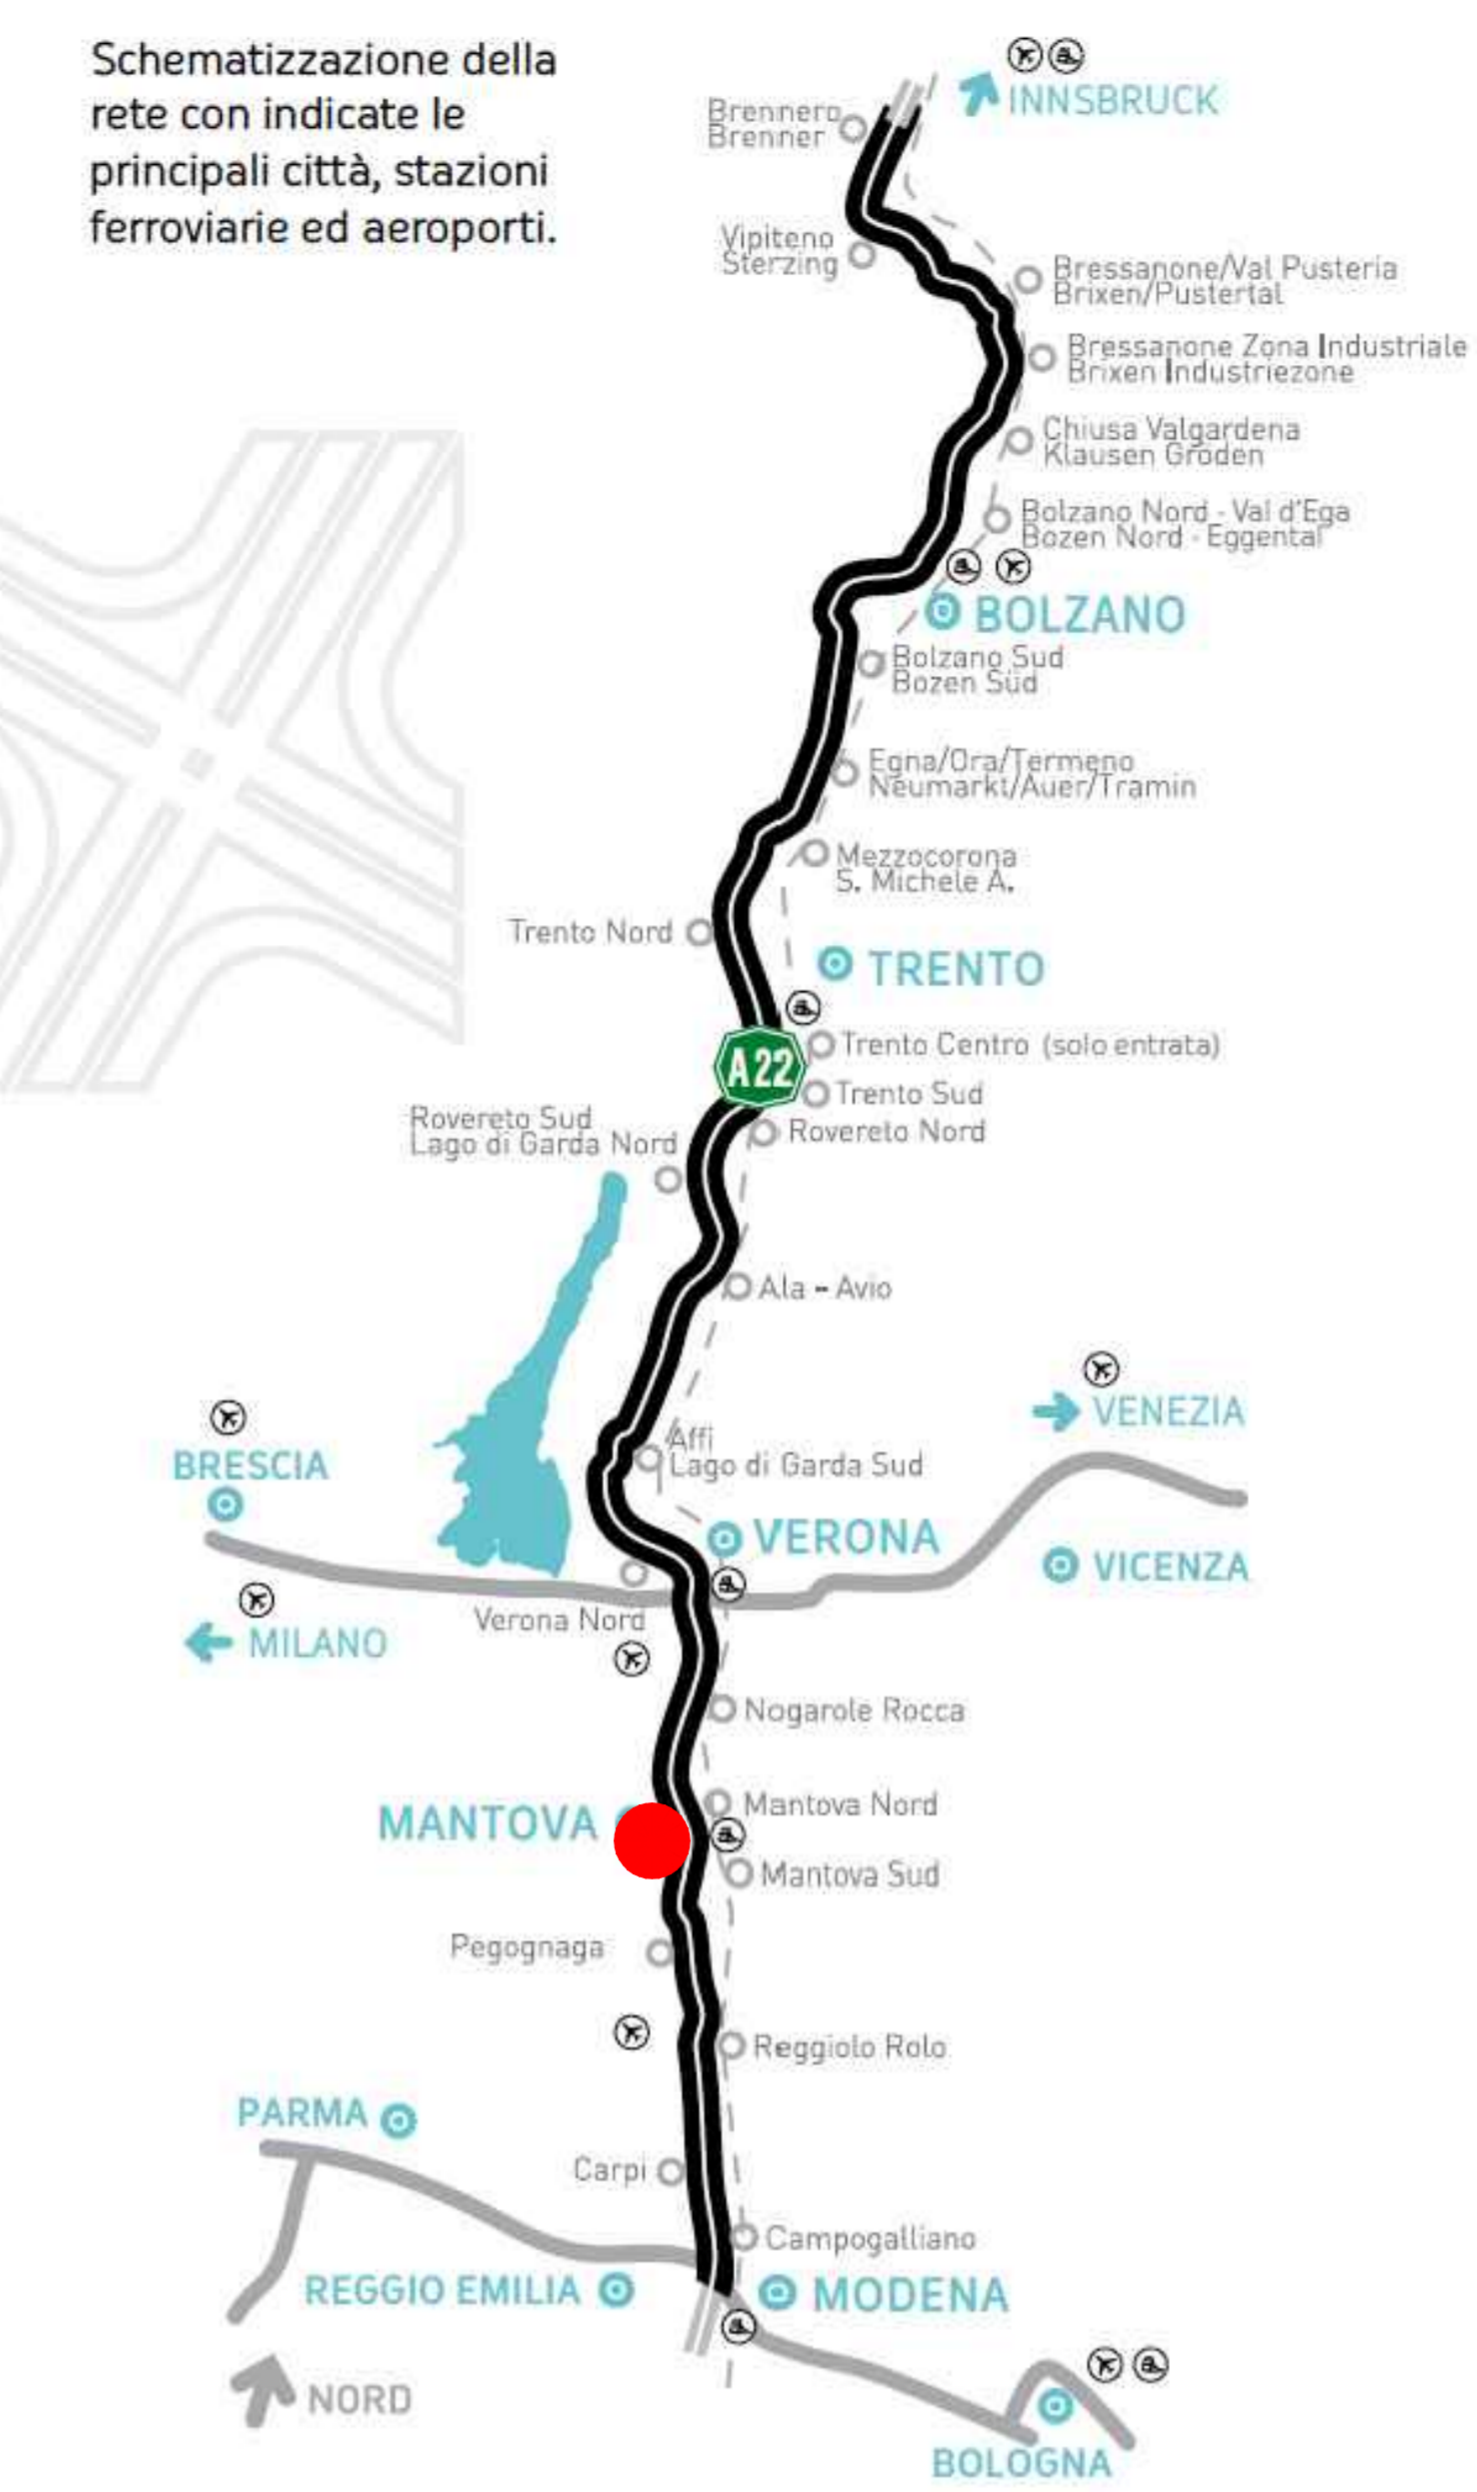 Schematizzazione della
rete con indicate le
principali città, stazioni
ferroviarie ed aeroporti.
INNSBRUCK
Brennero
Brenner
Vipiteno
Sterzing
Bressanone/Val Pusteria
Brixen/Pustertal
Bressanone Zona Industriale
Brixen Industriezone
Chiusa Valgardena
Klausen Gröden
Bolzano Nord - Val d'Ega
Bozen Nord - Eggental
BOLZANO
Bolzano Sud
Bozen Süd
Egna/Ora/Termeno
Neumarkt/Auer/Tramin
Mezzocorona
S. Michele A.
Trento Nord
TRENTO
Trento Centro (solo entrata)
A22
Trento Sud
Rovereto Sud
Lago di Garda Nord
Rovereto Nord
Ala - Avio
VENEZIA
Affi
Lago di Garda Sud
BRESCIA
VERONA
VICENZA
Verona Nord
MILANO
Nogarole Rocca
Mantova Nord
MANTOVA
Mantova Sud
Pegognaga
Reggiolo Rolo
PARMA
Carpi
Campogalliano
REGGIO EMILIA
MODENA
NORD
BOLOGNA